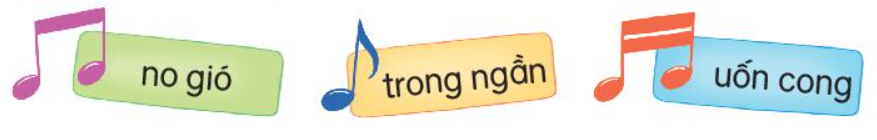 no gió
trong ngần
uốn cong